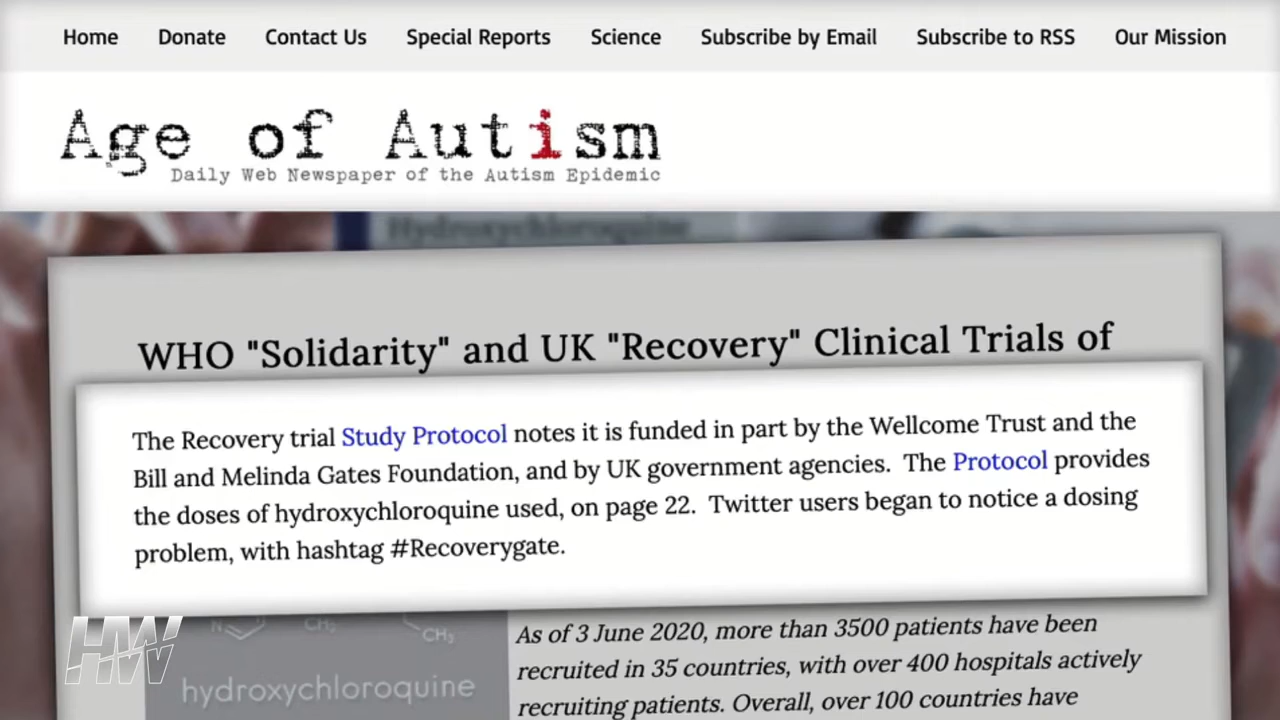 Home Donate Contact Us Special Reports Science Subscribe by Email Subscribe to RSS Our Mission
Age of Autism
Daily Web Newspaper of the Autism Epidemic
Hydroxychloroquine
WHO "Solidarity" and UK "Recovery" Clinical Trials of
The Recovery trial Study Protocol notes it is funded in part by the Wellcome Trust and the
Bill and Melinda Gates Foundation, and by UK government agencies. The Protocol provides
the doses of hydroxychloroquine used, on page 22. Twitter users began to notice a dosing
problem, with hashtag #Recoverygate.
HW
N CH₃ CH₃
hydroxychloroquine
As of 3 June 2020, more than 3500 patients have been
recruited in 35 countries, with over 400 hospitals actively
recruiting patients. Overall, over 100 countries have